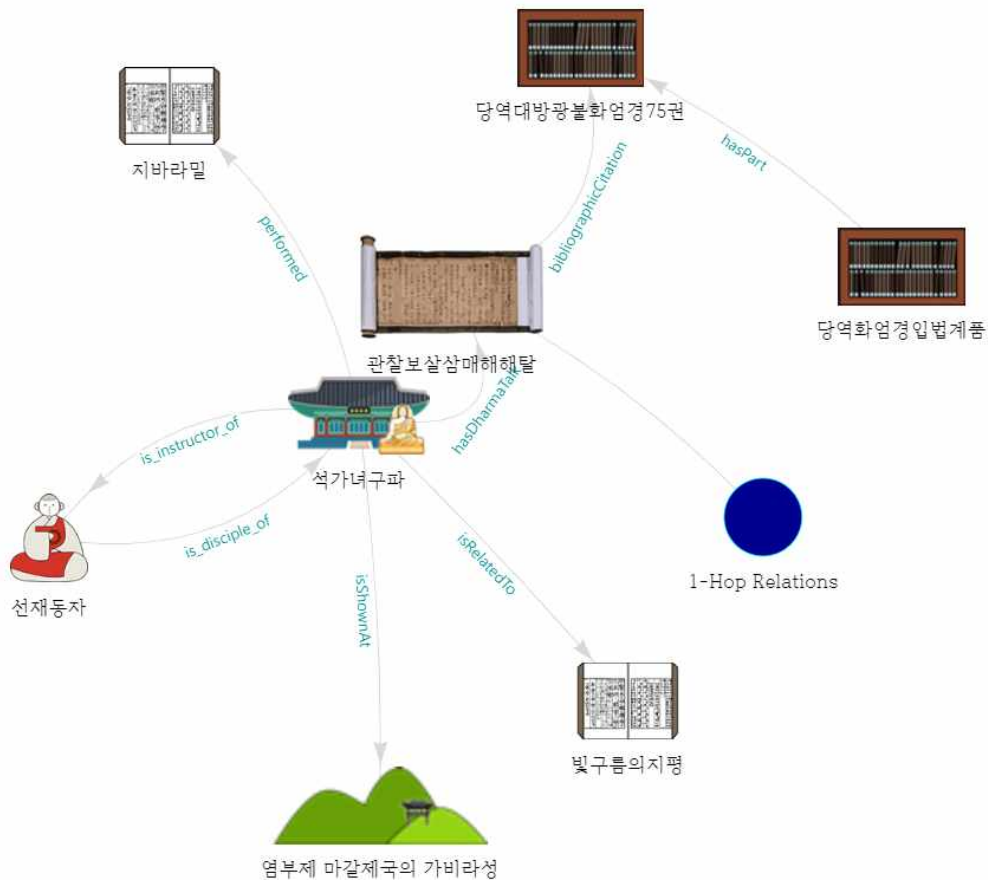 당역대방광불화엄경75권
지바라밀
hasPart
bibliographicCitation
performed
당역화엄경입법계품
관찰보살삼매해해탈
hasDharmaTalk
is_instructor_of
석가녀구파
is_disciple_of
isRelatedTo
1-Hop Relations
선재동자
isShownAt
빛구름의지평
염부제 마갈제국의 가비라성